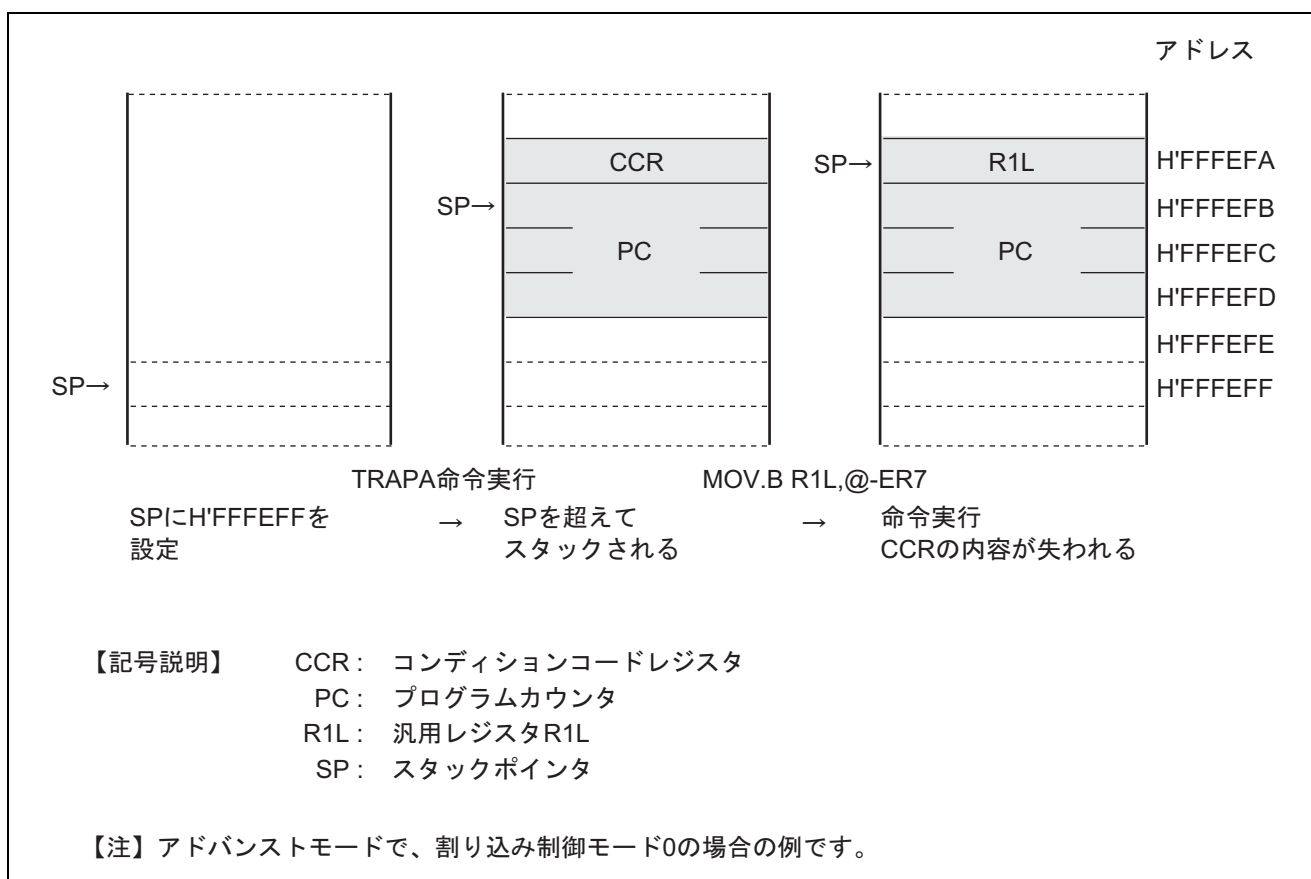 アドレス
CCR
SP→
R1L
H'FFFEFA
SP→
H'FFFEFB
PC
PC
H'FFFEFC
H'FFFEFD
H'FFFEFE
SP→
H'FFFEFF
TRAPA命令実行
MOV.B R1L,@-ER7
SPにH'FFFEFFを
→
SPを超えて
→
命令実行
設定
スタックされる
CCRの内容が失われる
【記号説明】 CCR : コンディションコードレジスタ
PC : プログラムカウンタ
R1L : 汎用レジスタR1L
SP : スタックポインタ
【注】アドバンストモードで、割り込み制御モード0の場合の例です。